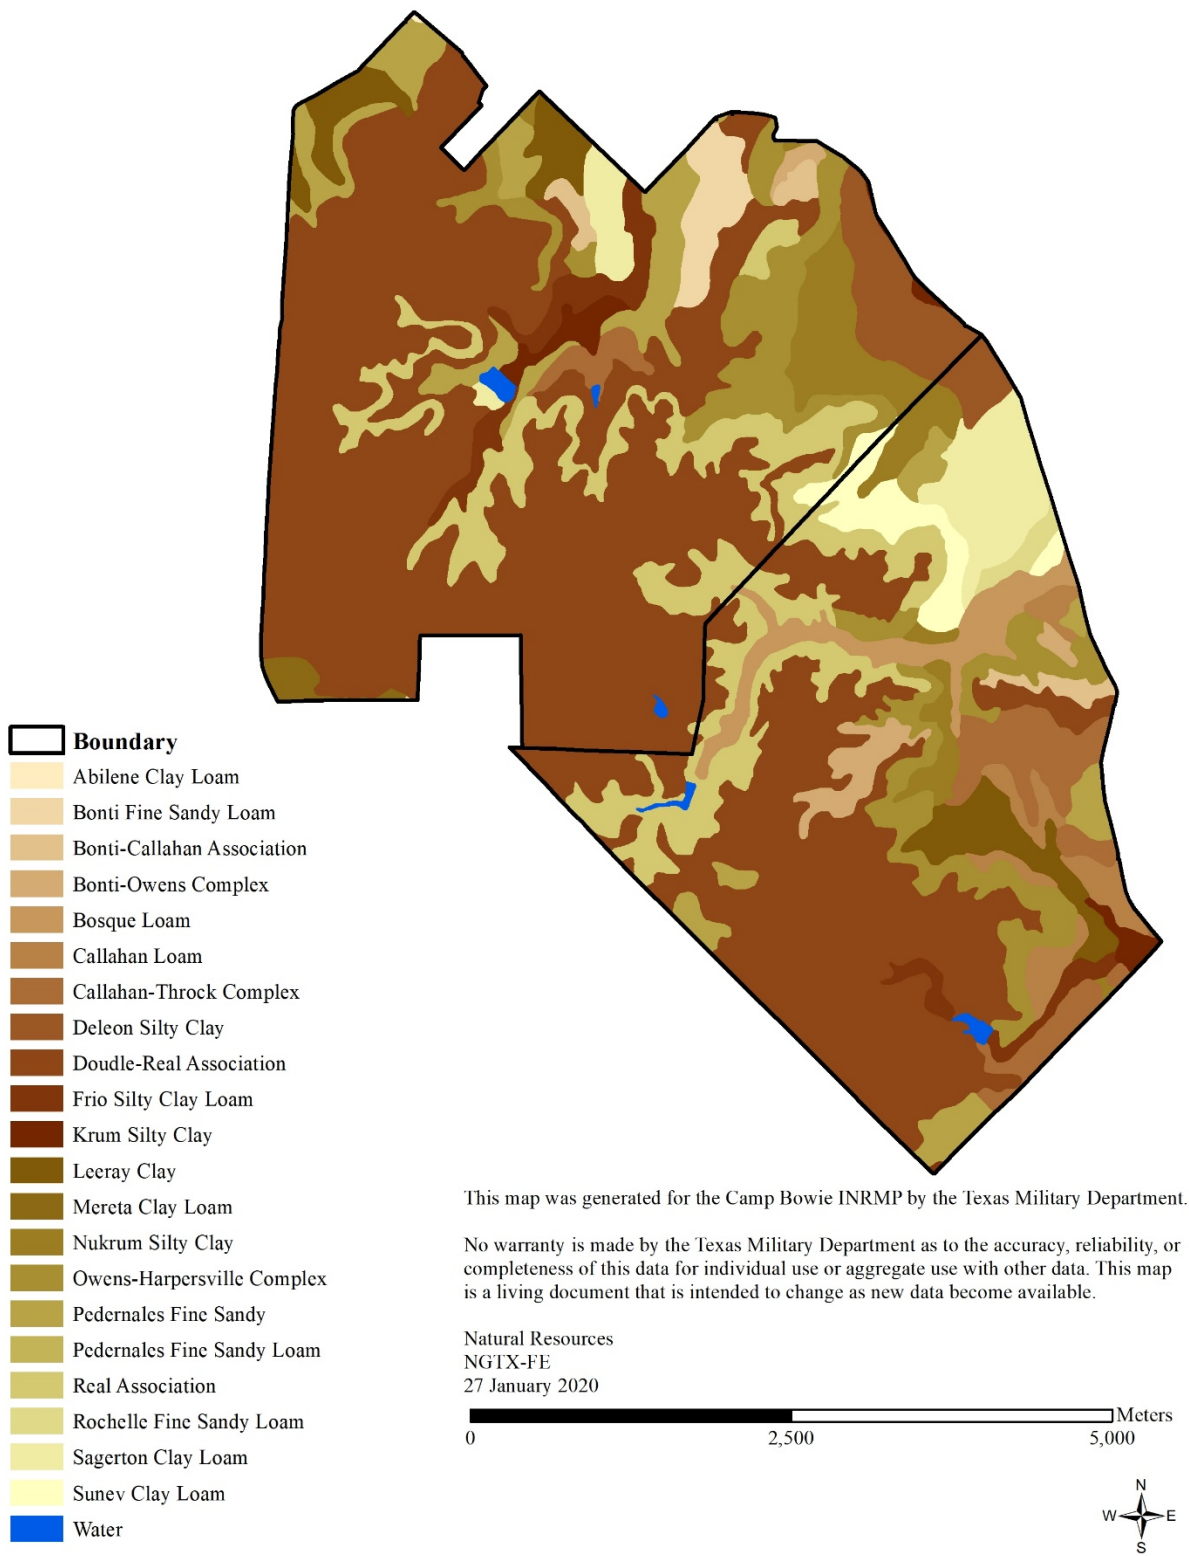 Boundary
Abilene Clay Loam
Bonti Fine Sandy Loam
Bonti-Callahan Association
Bonti-Owens Complex
Bosque Loam
Callahan Loam
Callahan-Throck Complex
Deleon Silty Clay
Doudle-Real Association
Frio Silty Clay Loam
Krum Silty Clay
Leeray Clay
Mereta Clay Loam
Nukrum Silty Clay
Owens-Harpersville Complex
Pedernales Fine Sandy
Pedernales Fine Sandy Loam
Real Association
Rochelle Fine Sandy Loam
Sagerton Clay Loam
Sunev Clay Loam
Water
This map was generated for the Camp Bowie INRMP by the Texas Military Department.
No warranty is made by the Texas Military Department as to the accuracy, reliability, or
completeness of this data for individual use or aggregate use with other data. This map
is a living document that is intended to change as new data become available.
Natural Resources
NGTX-FE
27 January 2020
Meters
0 2,500 5,000
N
W E
S